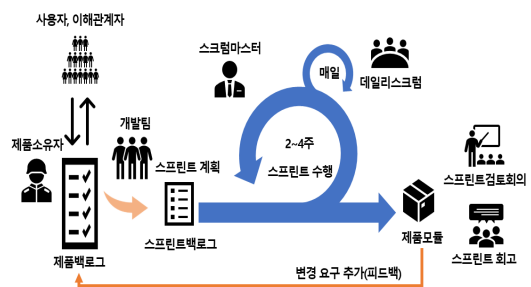 사용자, 이해관계자
스크럼마스터
매일
데일리스크럼
개발팀
제품소유자
2~4주
스프린트 계획
스프린트 수행
스프린트검토회의
제품모듈
스프린트백로그
제품백로그
스프린트 회고
변경 요구 추가(피드백)